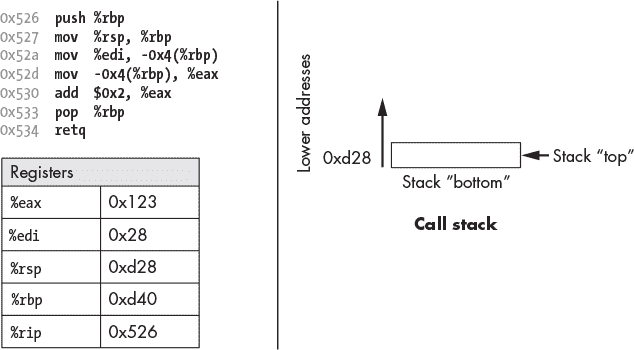 0x526 push %rbp
0x527 mov %rsp, %rbp
0x52a mov %edi, -0x4(%rbp)
0x52d mov -0x4(%rbp), %eax
0x530 add $0x2, %eax
0x533 pop %rbp
0x534 retq
Registers
%eax 0x123
%edi 0x28
%rsp 0xd28
%rbp 0xd40
%rip 0x526
Lower addresses
0xd28
Stack "top"
Stack "bottom"
Call stack